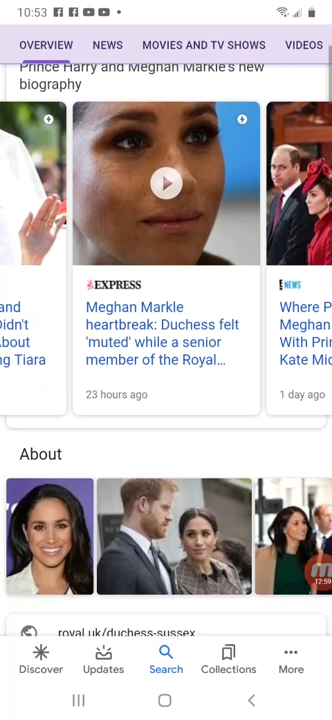 10:53
OVERVIEW NEWS MOVIES AND TV SHOWS VIDEOS
Prince Harry and Meghan Markle's new
biography
and
Didn't
About
ng Tiara
EXPRESS
Meghan Markle
heartbreak: Duchess felt
'muted' while a senior
member of the Royal...
23 hours ago
E! NEWS
Where P
Meghan
With Prin
Kate Mid
1 day ago
About
12:59
royal.uk/duchess-sussex
Discover Updates Search Collections More